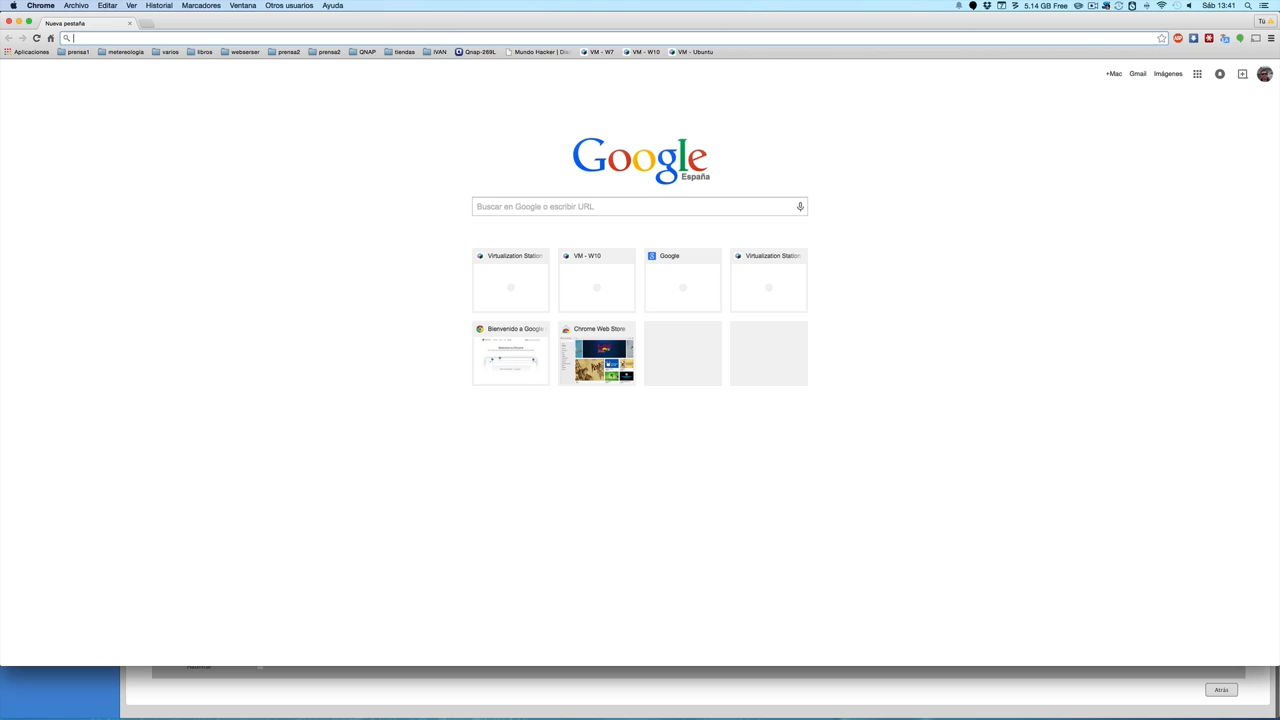 Chrome Archivo Editar Ver Historial Marcadores Ventana Otros usuarios Ayuda 5.14 GB Free Sáb 13:41
Nueva pestaña Tú
Aplicaciones prensa1 metereologia varios libros webserser prensa2 prensa2 QNAP tiendas IVAN Qnap-269L Mundo Hacker | Dis VM - W7 VM - W10 VM - Ubuntu
+Mac Gmail Imágenes
Google
España
Buscar en Google o escribir URL
Virtualization Station VM - W10 Google Virtualization Station
Bienvenido a Google Chrome Web Store
Atrás